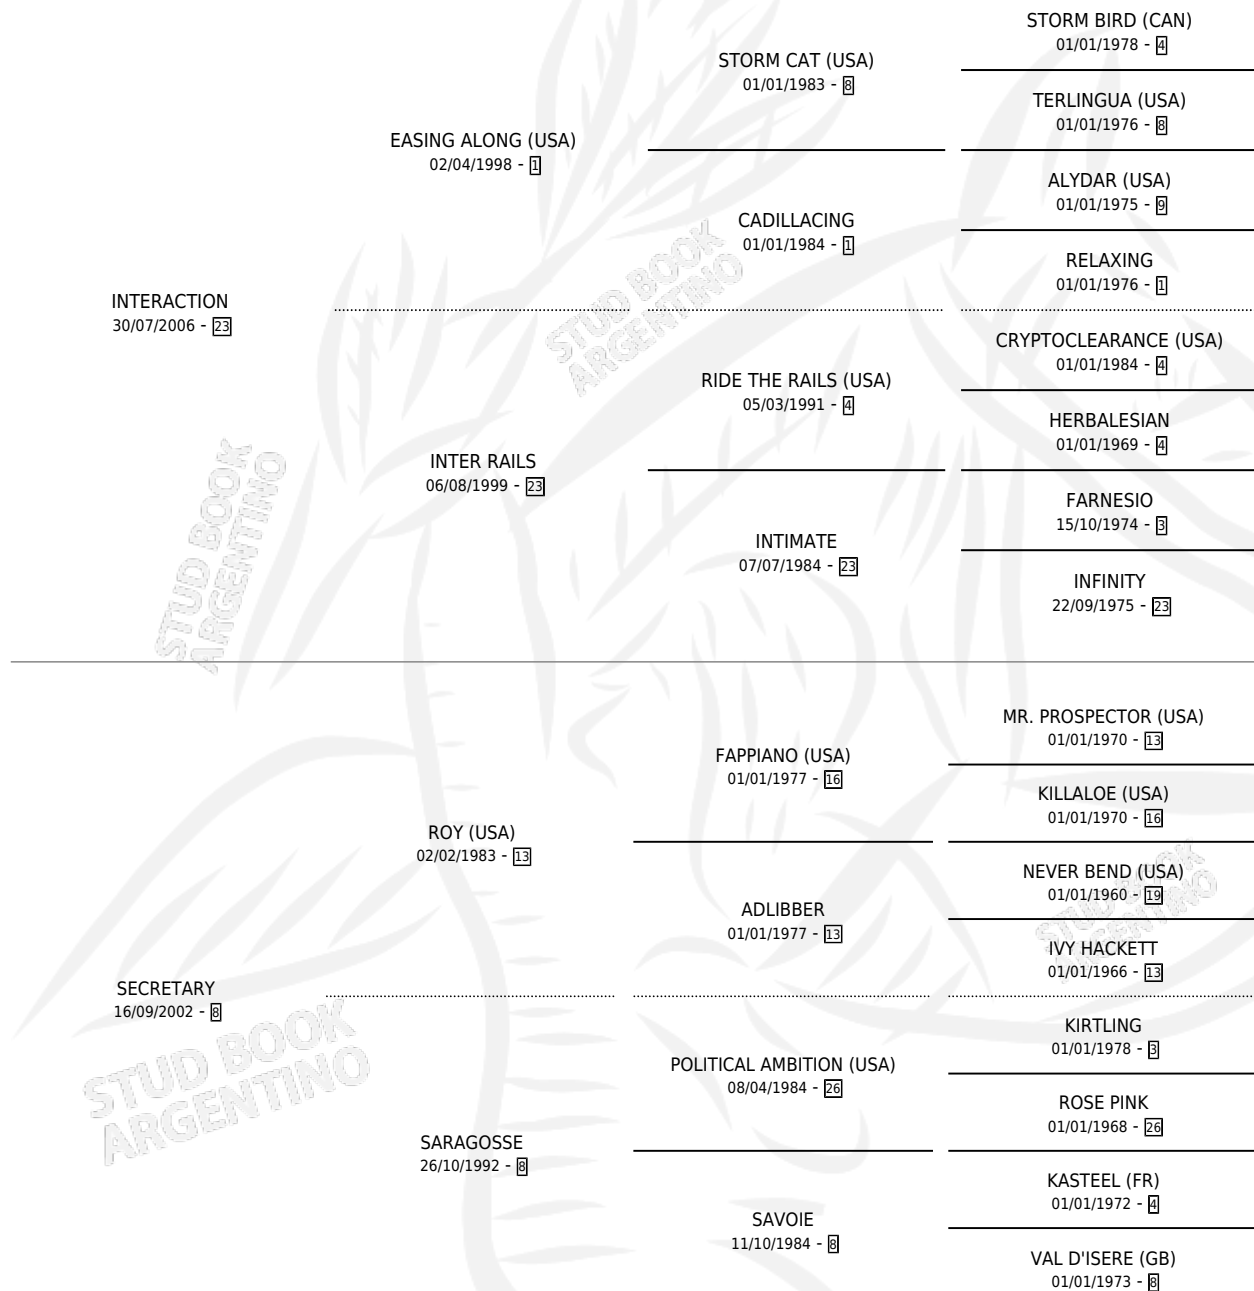 STORM BIRD (CAN)
01/01/1978 - 4
STORM CAT (USA)
01/01/1983 - 8
TERLINGUA (USA)
01/01/1976 - 8
EASING ALONG (USA)
02/04/1998 - 1
ALYDAR (USA)
01/01/1975 - 9
CADILLACING
01/01/1984 - 1
RELAXING
01/01/1976 - 1
INTERACTION
30/07/2006 - 23
CRYPTOCLEARANCE (USA)
01/01/1984 - 4
RIDE THE RAILS (USA)
05/03/1991 - 4
HERBALESIAN
01/01/1969 - 4
INTER RAILS
06/08/1999 - 23
FARNESIO
15/10/1974 - 3
INTIMATE
07/07/1984 - 23
INFINITY
22/09/1975 - 23
MR. PROSPECTOR (USA)
01/01/1970 - 13
FAPPIANO (USA)
01/01/1977 - 16
KILLALOE (USA)
01/01/1970 - 16
ROY (USA)
02/02/1983 - 13
NEVER BEND (USA)
01/01/1960 - 19
ADLIBBER
01/01/1977 - 13
IVY HACKETT
01/01/1966 - 13
SECRETARY
16/09/2002 - 8
KIRTLING
01/01/1978 - 3
POLITICAL AMBITION (USA)
08/04/1984 - 26
ROSE PINK
01/01/1968 - 26
SARAGOSSE
26/10/1992 - 8
KASTEEL (FR)
01/01/1972 - 4
SAVOIE
11/10/1984 - 8
VAL D'ISERE (GB)
01/01/1973 - 8
STUD BOOK
ARGENTINO
STUD BOOK
ARGENTINO
STUD BOOK
ARGENTINO
STUD BOOK
ARGENTINO